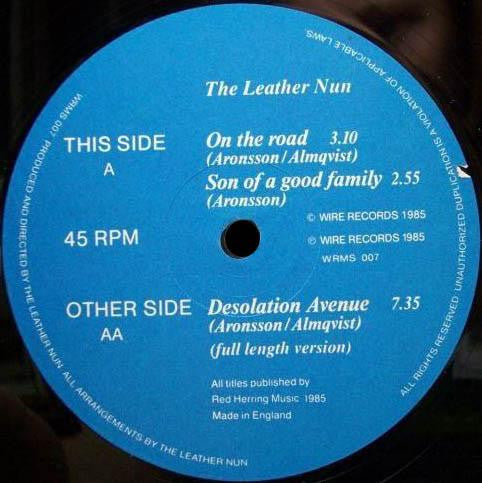 The Leather Nun
THIS SIDE
A
On the road 3.10
(Aronsson/Almqvist)
Son of a good family 2.55
(Aronsson)
© WIRE RECORDS 1985
45 RPM
℗ WIRE RECORDS 1985
WRMS 007
OTHER SIDE
AA
Desolation Avenue 7.35
(Aronsson/Almqvist)
(full length version)
All titles published by
Red Herring Music 1985
Made in England
WRMS 007 PRODUCED AND DIRECTED BY THE LEATHER NUN ALL ARRANGEMENTS BY THE LEATHER NUN
ALL RIGHTS RESERVED UNAUTHORIZED DUPLICATION IS A VIOLATION OF APPLICABLE LAWS.